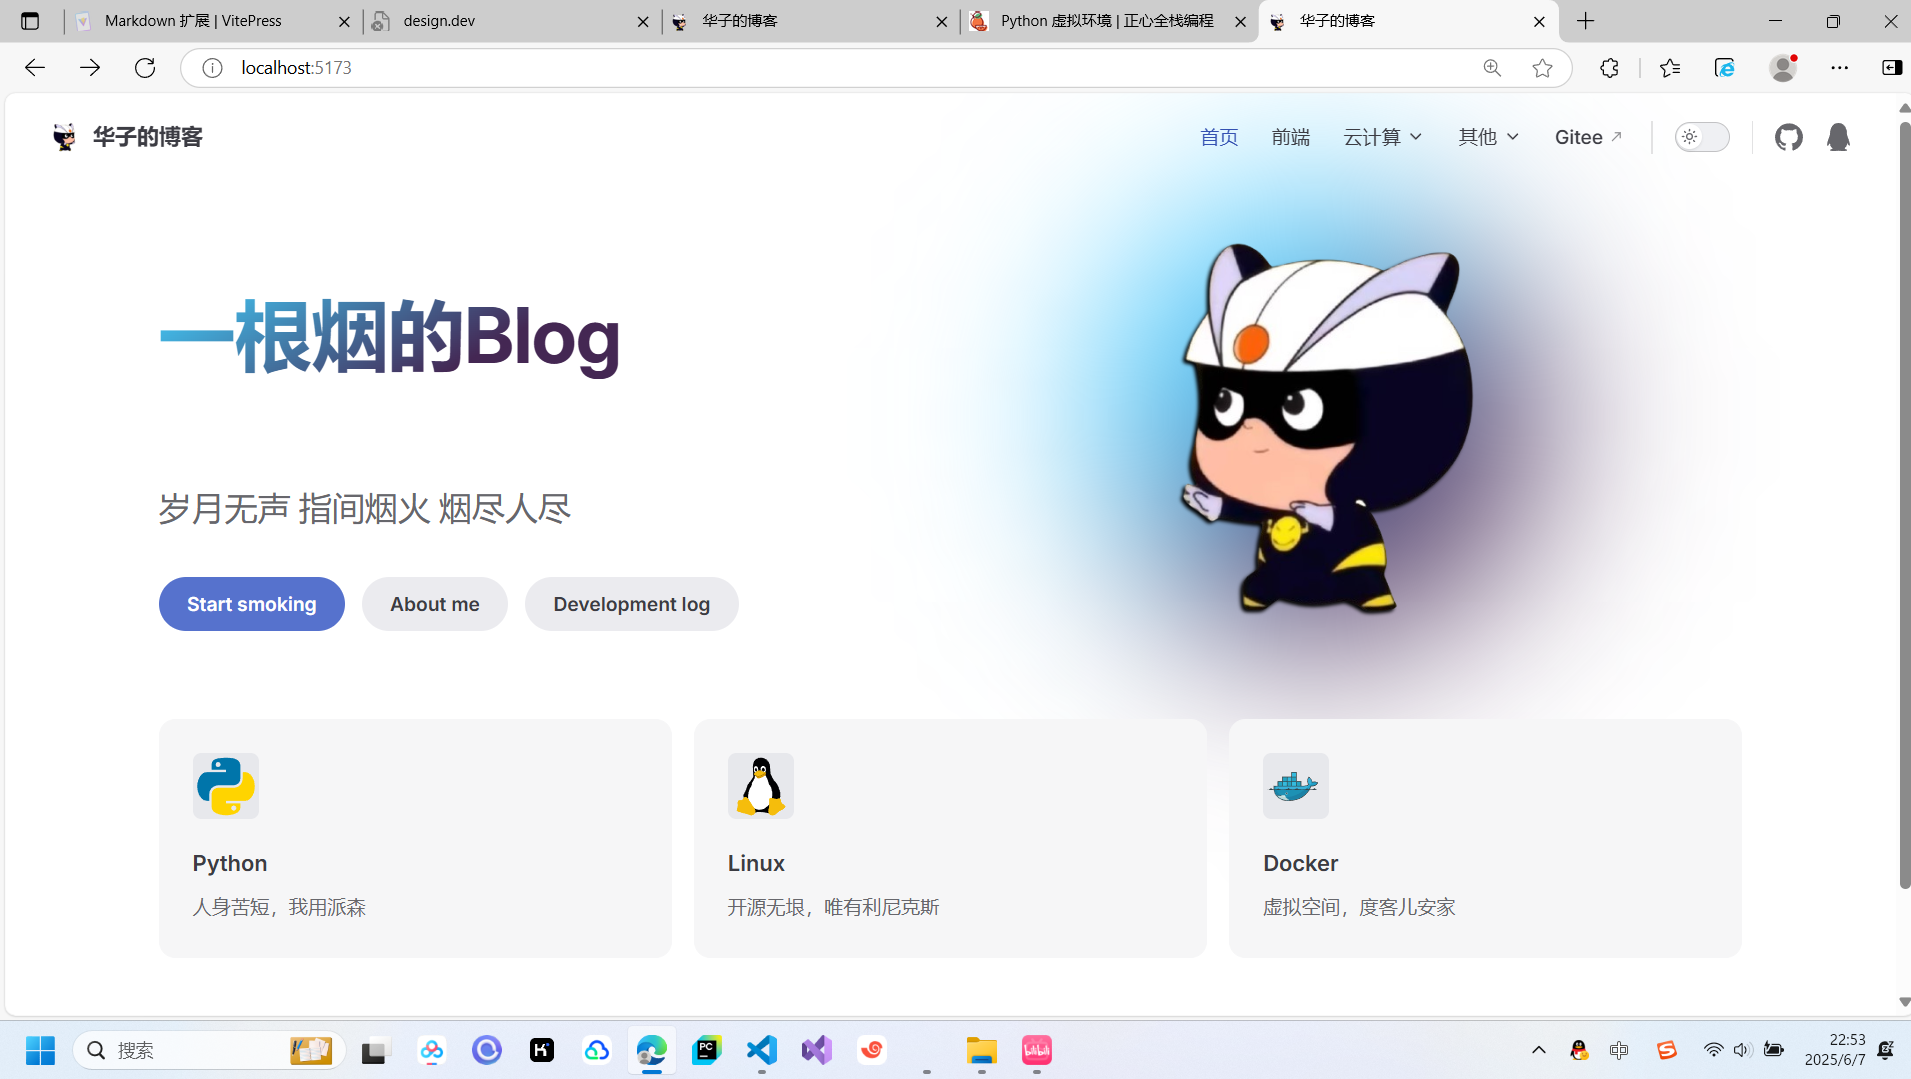 Markdown 扩展 | VitePress
design.dev
华子的博客
Python 虚拟环境 | 正心全栈编程
华子的博客
localhost:5173
华子的博客
首页
前端
云计算
其他
Gitee
一根烟的Blog
岁月无声 指间烟火 烟尽人尽
Start smoking
About me
Development log
Python
人身苦短，我用派森
Linux
开源无垠，唯有利尼克斯
Docker
虚拟空间，度客儿安家
搜索
PC
bilibili
中
22:53
2025/6/7